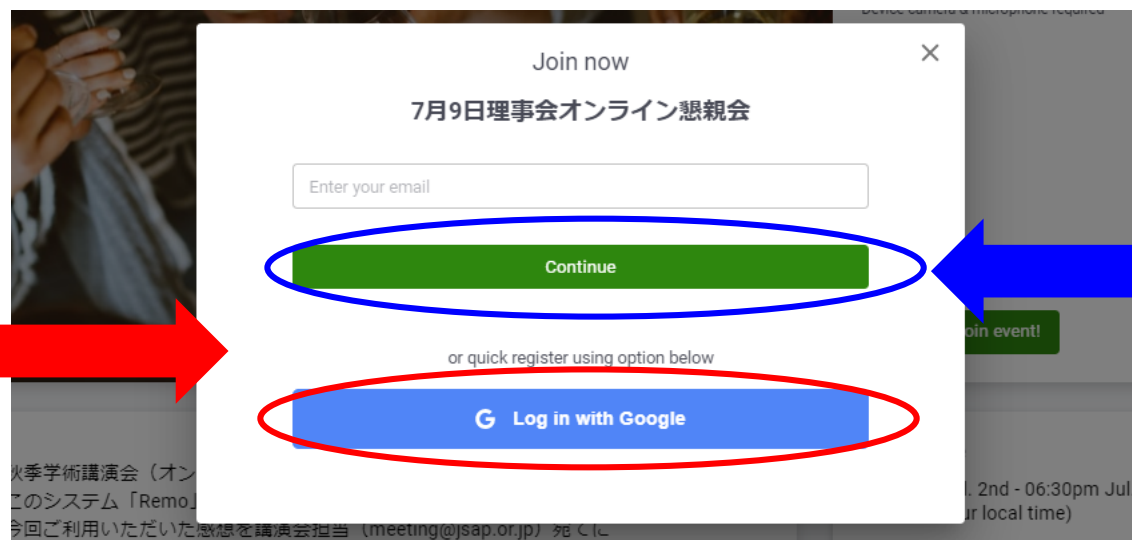 Device camera & microphone required
Join now
7月9日理事会オンライン懇親会
Enter your email
Continue
oin event!
or quick register using option below
G Log in with Google
季学術講演会（オン
このシステム「Remo」
今回ご利用いただいた感想を講演会担当（meeting@jsap.or.jp）宛てに
l. 2nd - 06:30pm Jul
ur local time)